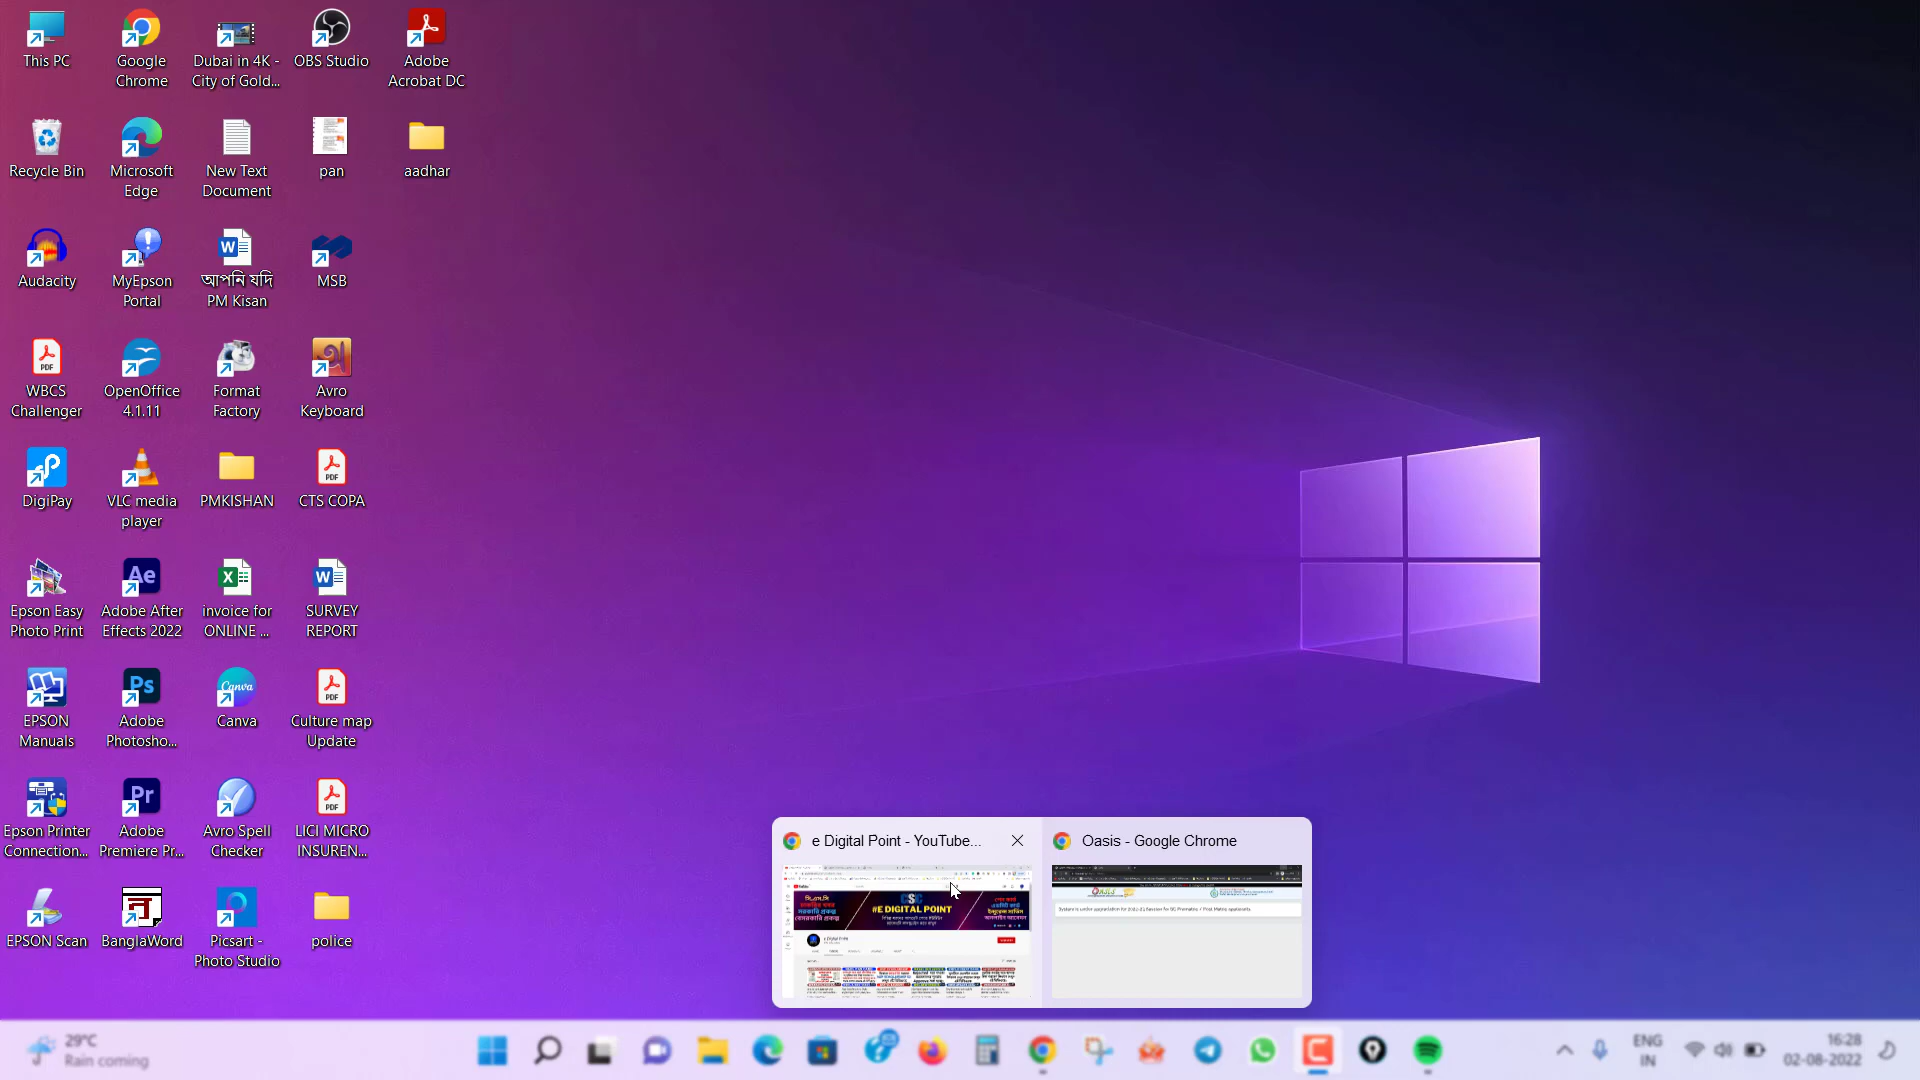 This PC
Google
Chrome
Dubai in 4K -
City of Gold...
OBS Studio
Adobe
Acrobat DC
Recycle Bin
Microsoft
Edge
New Text
Document
pan
aadhar
Audacity
MyEpson
Portal
আপনি যদি
PM Kisan
MSB
WBCS
Challenger
OpenOffice
4.1.11
Format
Factory
Avro
Keyboard
DigiPay
VLC media
player
PMKISHAN
CTS COPA
Epson Easy
Photo Print
Adobe After
Effects 2022
invoice for
ONLINE ...
SURVEY
REPORT
EPSON
Manuals
Adobe
Photosho...
Canva
Culture map
Update
Epson Printer
Connection...
Adobe
Premiere Pr...
Avro Spell
Checker
LICI MICRO
INSUREN...
EPSON Scan
BanglaWord
Picsart -
Photo Studio
police
e Digital Point - YouTube...
Oasis - Google Chrome
CSC
#E DIGITAL POINT
29°C
Rain coming
ENG
IN
16:28
02-08-2022